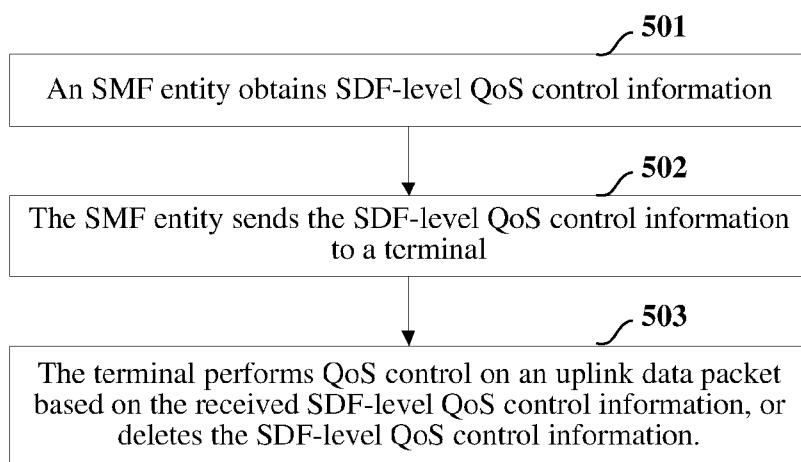 501
An SMF entity obtains SDF-level QoS control information
502
The SMF entity sends the SDF-level QoS control information
to a terminal
503
The terminal performs QoS control on an uplink data packet
based on the received SDF-level QoS control information, or
deletes the SDF-level QoS control information.